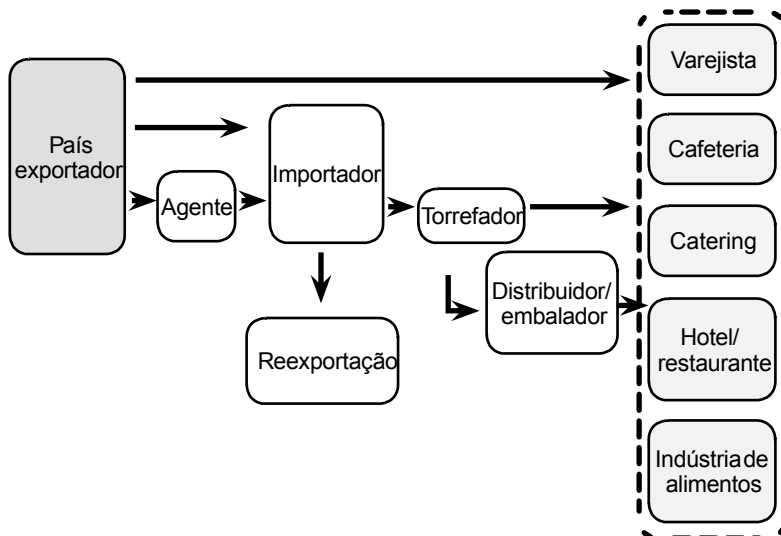 País
exportador
Agente
Importador
Reexportação
Torrefador
Distribuidor/
embalador
Varejista
Cafeteria
Catering
Hotel/
restaurante
Indústria de
alimentos